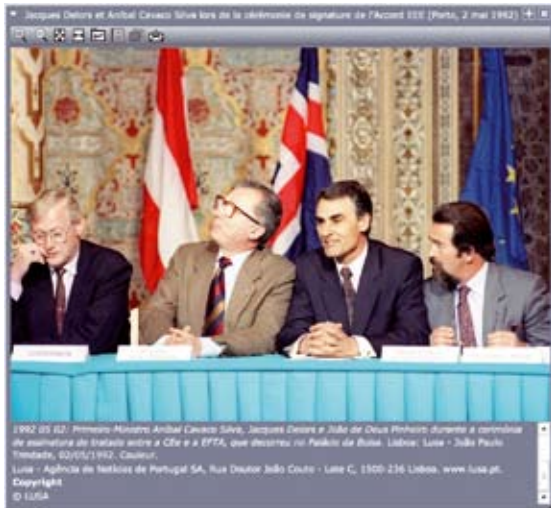 Jacques Delors et Aníbal Cavaco Silva lors de la cérémonie de signature de l'Accord EEE (Porto, 2 mai 1992)
1992 05 02: Primeiro-Ministro Aníbal Cavaco Silva, Jacques Delors e João de Deus Pinheiro durante a cerimónia
de assinatura do tratado entre a CEe e a EFTA, que decorreu no Palácio da Bolsa. Lisboa: Lusa - João Paulo
Trindade, 02/05/1992. Couleur.
Lusa - Agência de Notícias de Portugal SA, Rua Doutor João Couto - Lote C, 1500-236 Lisboa. www.lusa.pt.
Copyright
© LUSA